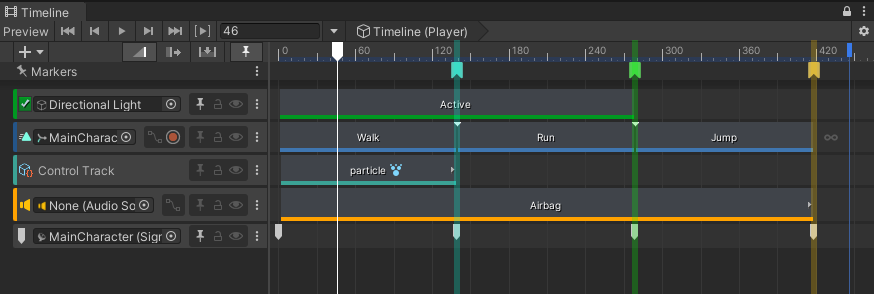 Timeline
Preview 46 Timeline (Player)
0 60 120 180 240 300 360 420
Markers
Directional Light Active
MainCharac Walk Run Jump
Control Track particle
None (Audio So Airbag
MainCharacter (Sign